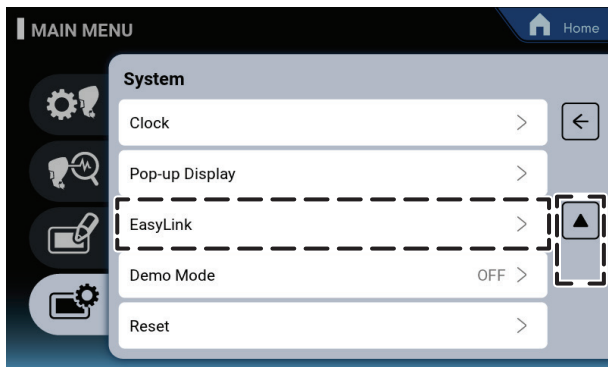 MAIN MENU
Home
System
Clock
Pop-up Display
EasyLink
Demo Mode OFF
Reset